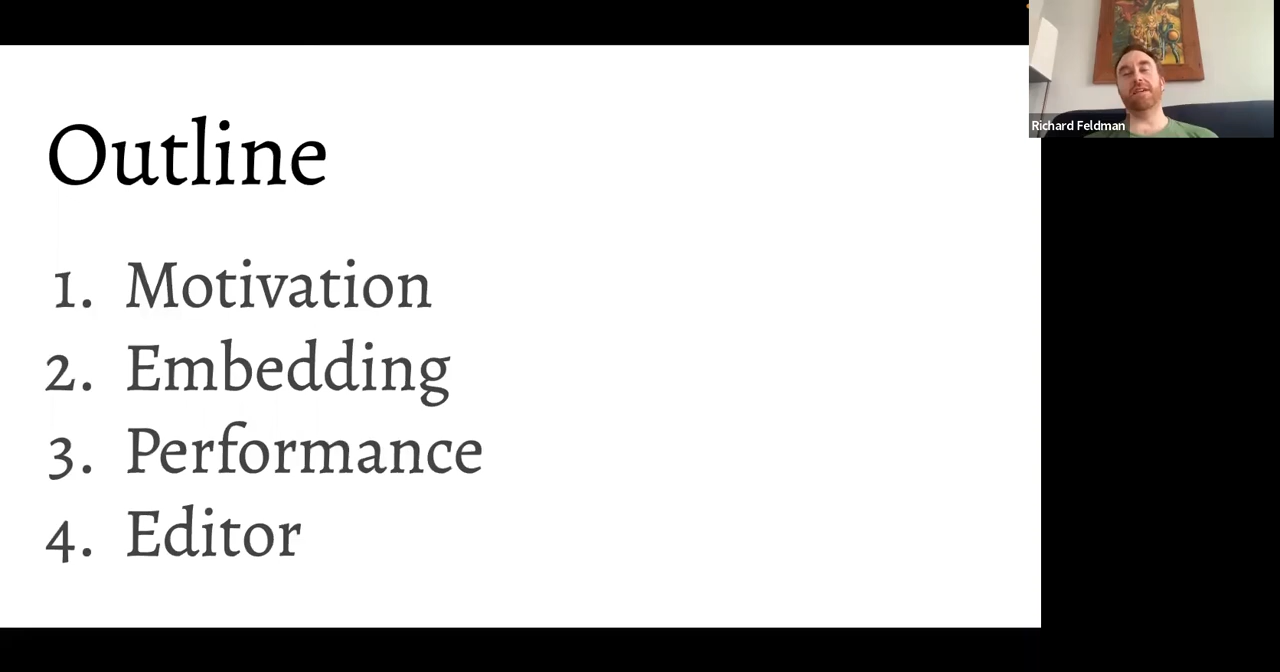 Outline
1. Motivation
2. Embedding
3. Performance
4. Editor
Richard Feldman